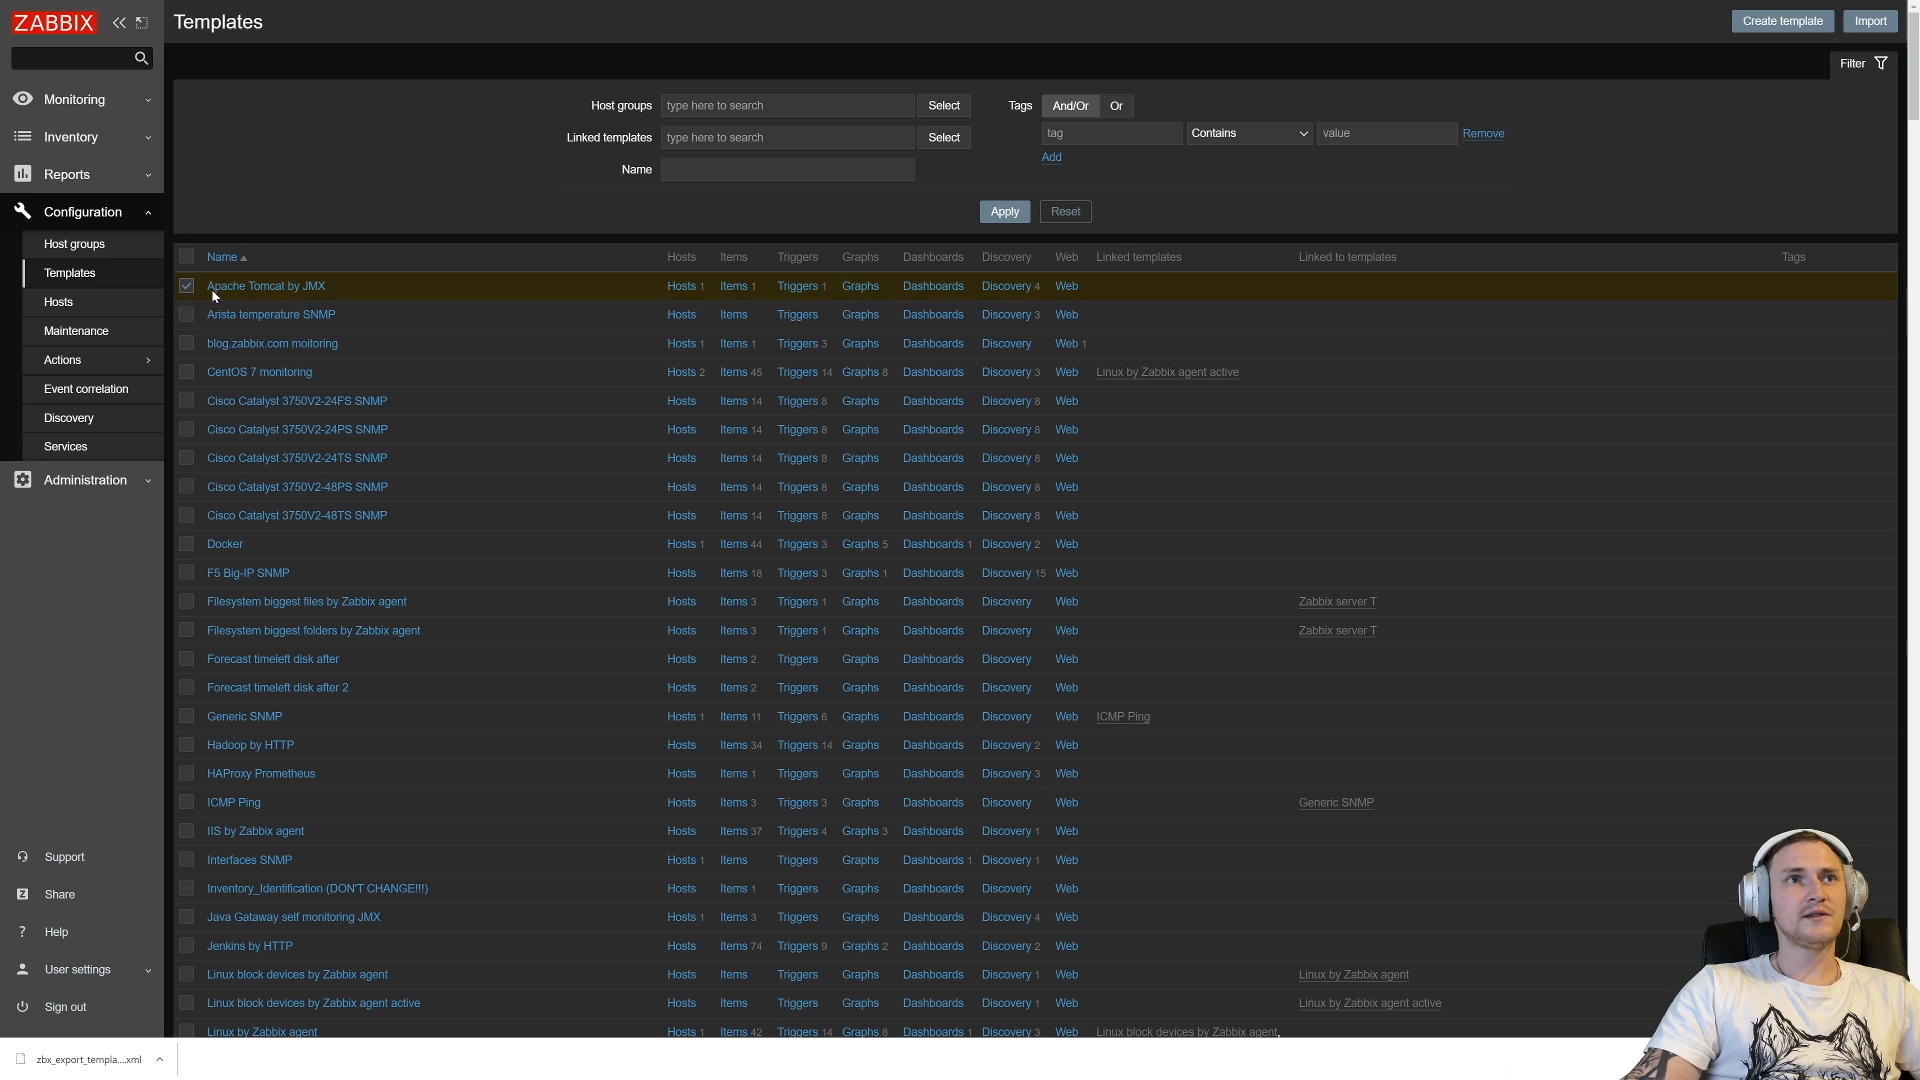 ZABBIX
Templates
Create template
Import
Filter
Monitoring
Inventory
Reports
Configuration
Host groups
Templates
Hosts
Maintenance
Actions
Event correlation
Discovery
Services
Administration
Support
Share
Help
User settings
Sign out
Host groups type here to search Select
Linked templates type here to search Select
Name
Tags And/Or Or
tag Contains value Remove
Add
Apply Reset
Name Hosts Items Triggers Graphs Dashboards Discovery Web Linked templates Linked to templates Tags
Apache Tomcat by JMX Hosts 1 Items 1 Triggers 1 Graphs Dashboards Discovery 4 Web
Arista temperature SNMP Hosts Items Triggers Graphs Dashboards Discovery 3 Web
blog.zabbix.com moitoring Hosts 1 Items 1 Triggers 3 Graphs Dashboards Discovery Web 1
CentOS 7 monitoring Hosts 2 Items 45 Triggers 14 Graphs 8 Dashboards Discovery 3 Web Linux by Zabbix agent active
Cisco Catalyst 3750V2-24FS SNMP Hosts Items 14 Triggers 8 Graphs Dashboards Discovery 8 Web
Cisco Catalyst 3750V2-24PS SNMP Hosts Items 14 Triggers 8 Graphs Dashboards Discovery 8 Web
Cisco Catalyst 3750V2-24TS SNMP Hosts Items 14 Triggers 8 Graphs Dashboards Discovery 8 Web
Cisco Catalyst 3750V2-48PS SNMP Hosts Items 14 Triggers 8 Graphs Dashboards Discovery 8 Web
Cisco Catalyst 3750V2-48TS SNMP Hosts Items 14 Triggers 8 Graphs Dashboards Discovery 8 Web
Docker Hosts 1 Items 44 Triggers 3 Graphs 5 Dashboards 1 Discovery 2 Web
F5 Big-IP SNMP Hosts Items 18 Triggers 3 Graphs 1 Dashboards Discovery 15 Web
Filesystem biggest files by Zabbix agent Hosts Items 3 Triggers 1 Graphs Dashboards Discovery Web Zabbix server T
Filesystem biggest folders by Zabbix agent Hosts Items 3 Triggers 1 Graphs Dashboards Discovery Web Zabbix server T
Forecast timeleft disk after Hosts Items 2 Triggers Graphs Dashboards Discovery Web
Forecast timeleft disk after 2 Hosts Items 2 Triggers Graphs Dashboards Discovery Web
Generic SNMP Hosts 1 Items 11 Triggers 6 Graphs Dashboards Discovery Web ICMP Ping
Hadoop by HTTP Hosts Items 34 Triggers 14 Graphs Dashboards Discovery 2 Web
HAProxy Prometheus Hosts Items 1 Triggers Graphs Dashboards Discovery 3 Web
ICMP Ping Hosts Items 3 Triggers 3 Graphs Dashboards Discovery Web Generic SNMP
IIS by Zabbix agent Hosts Items 37 Triggers 4 Graphs 3 Dashboards Discovery 1 Web
Interfaces SNMP Hosts 1 Items Triggers Graphs Dashboards 1 Discovery 1 Web
Inventory_Identification (DON'T CHANGE!!!) Hosts Items 1 Triggers Graphs Dashboards Discovery Web
Java Gataway self monitoring JMX Hosts 1 Items 3 Triggers Graphs Dashboards Discovery 4 Web
Jenkins by HTTP Hosts Items 74 Triggers 9 Graphs 2 Dashboards Discovery 2 Web
Linux block devices by Zabbix agent Hosts Items Triggers Graphs Dashboards Discovery 1 Web Linux by Zabbix agent
Linux block devices by Zabbix agent active Hosts Items Triggers Graphs Dashboards Discovery 1 Web Linux by Zabbix agent active
Linux by Zabbix agent Hosts 1 Items 42 Triggers 14 Graphs 8 Dashboards 1 Discovery 3 Web Linux block devices by Zabbix agent,
zbx_export_templa....xml